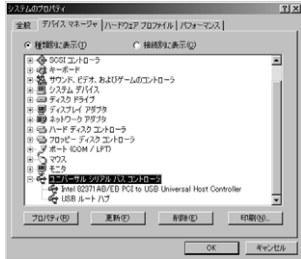 システムのプロパティ
全般 デバイス マネージャ ハードウェア プロファイル パフォーマンス
種類別に表示(T) 接続別に表示(C)
SCSI コントローラ
キーボード
サウンド、ビデオ、およびゲームのコントローラ
システム デバイス
ディスク ドライブ
ディスプレイ アダプタ
ネットワーク アダプタ
ハード ディスク コントローラ
フロッピー ディスク コントローラ
ポート (COM / LPT)
マウス
モニタ
ユニバーサル シリアル バス コントローラ
Intel 82371AB/EB PCI to USB Universal Host Controller
USB ルート ハブ
プロパティ(R) 更新(F) 削除(E) 印刷(N)...
OK キャンセル